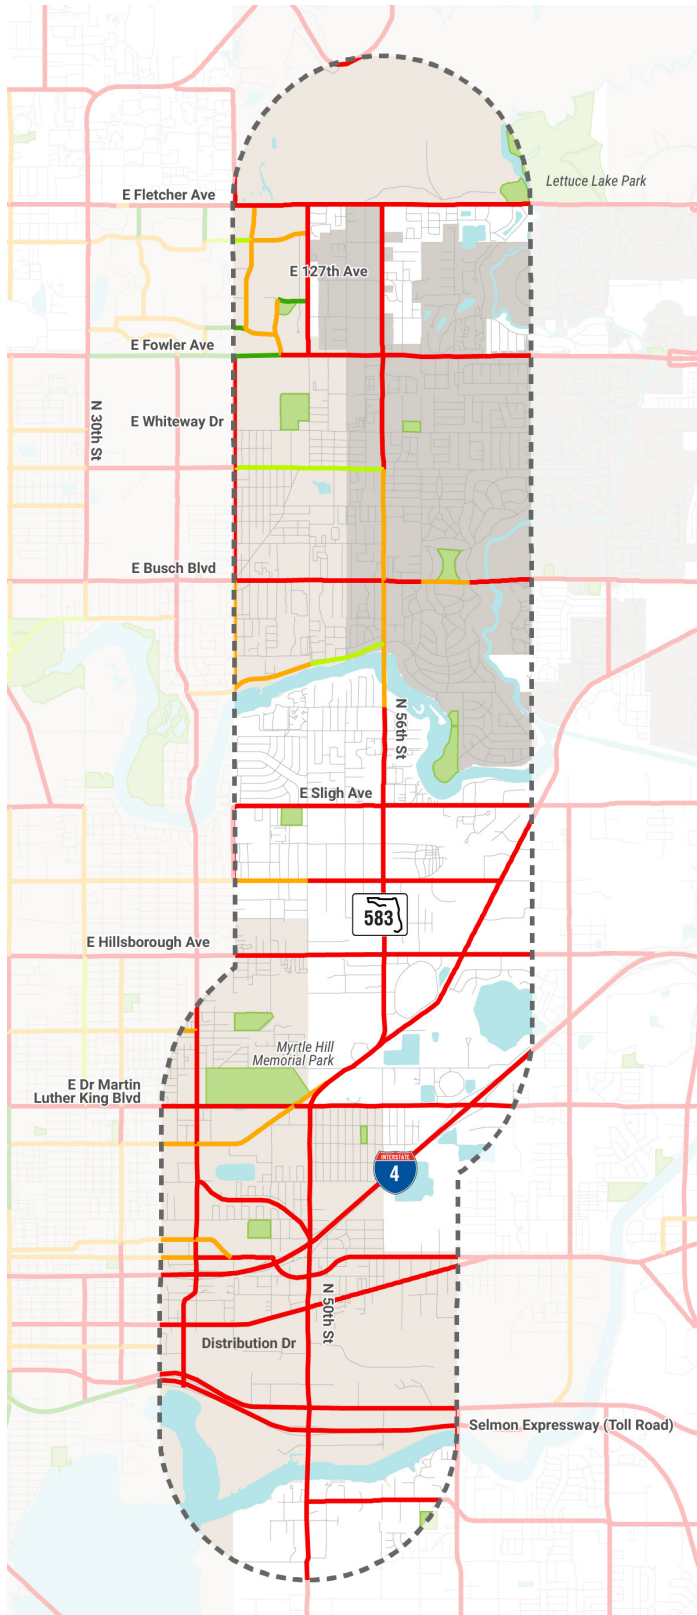 E Fletcher Ave
Lettuce Lake Park
E 127th Ave
E Fowler Ave
N 30th St
E Whiteway Dr
E Busch Blvd
N 56th St
E Sligh Ave
583
E Hillsborough Ave
Myrtle Hill
Memorial Park
E Dr Martin
Luther King Blvd
INTERSTATE
4
N 50th St
Distribution Dr
Selmon Expressway (Toll Road)